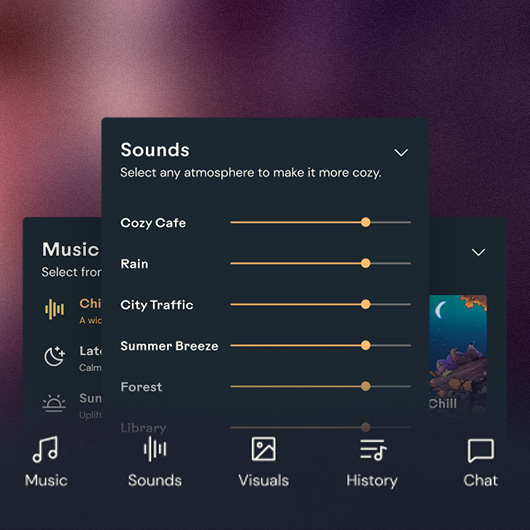 Sounds
Select any atmosphere to make it more cozy.
Cozy Cafe
Rain
City Traffic
Summer Breeze
Forest
Library
Music
Select from
Chi
A wid
Late
Calm
Sun
Uplift
Chill
Music
Sounds
Visuals
History
Chat